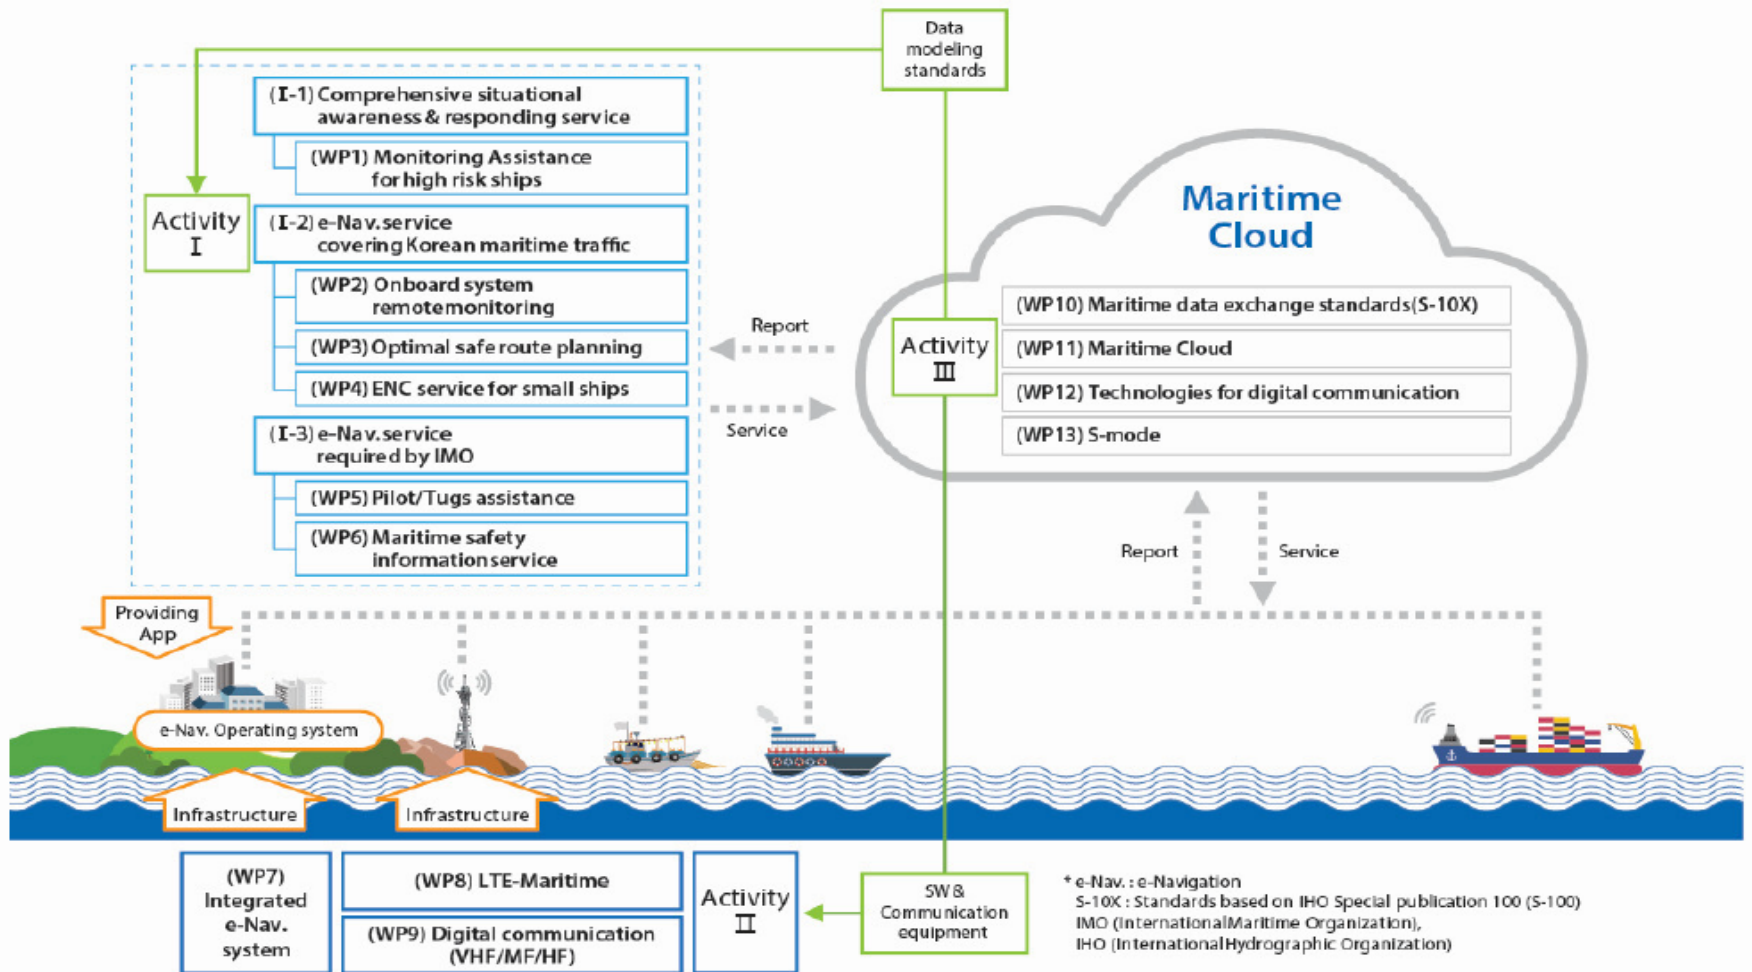 Data
modeling
standards
(I-1) Comprehensive situational
awareness & responding service
(WP1) Monitoring Assistance
for high risk ships
Activity
I
(I-2) e-Nav. service
covering Korean maritime traffic
(WP2) Onboard system
remote monitoring
(WP3) Optimal safe route planning
(WP4) ENC service for small ships
(I-3) e-Nav. service
required by IMO
(WP5) Pilot/Tugs assistance
(WP6) Maritime safety
information service
Report
Service
Maritime
Cloud
Activity
III
(WP10) Maritime data exchange standards(S-10X)
(WP11) Maritime Cloud
(WP12) Technologies for digital communication
(WP13) S-mode
Report
Service
Providing
App
e-Nav. Operating system
Infrastructure
Infrastructure
(WP7)
Integrated
e-Nav.
system
(WP8) LTE-Maritime
(WP9) Digital communication
(VHF/MF/HF)
Activity
II
SW &
Communication
equipment
* e-Nav. : e-Navigation
S-10X : Standards based on IHO Special publication 100 (S-100)
IMO (International Maritime Organization),
IHO (International Hydrographic Organization)